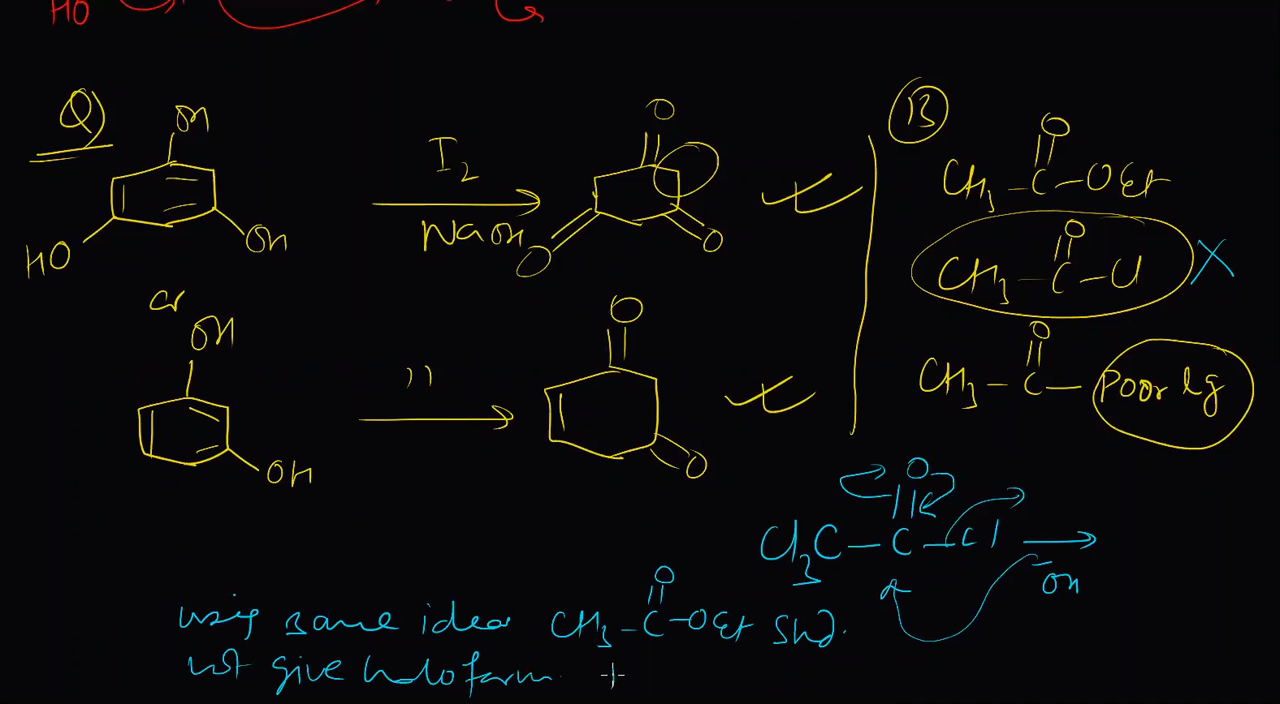 HO
Q)
OH
HO
OH
I2
NaOH
O
O
O
or
OH
OH
"
O
O
B
O
CH3-C-OEt
O
CH3-C-Cl
O
CH3-C-Poor lg
O
Cl3C-C-Cl
-OH
O
using same idea CH3-C-OEt shd.
not give haloform.